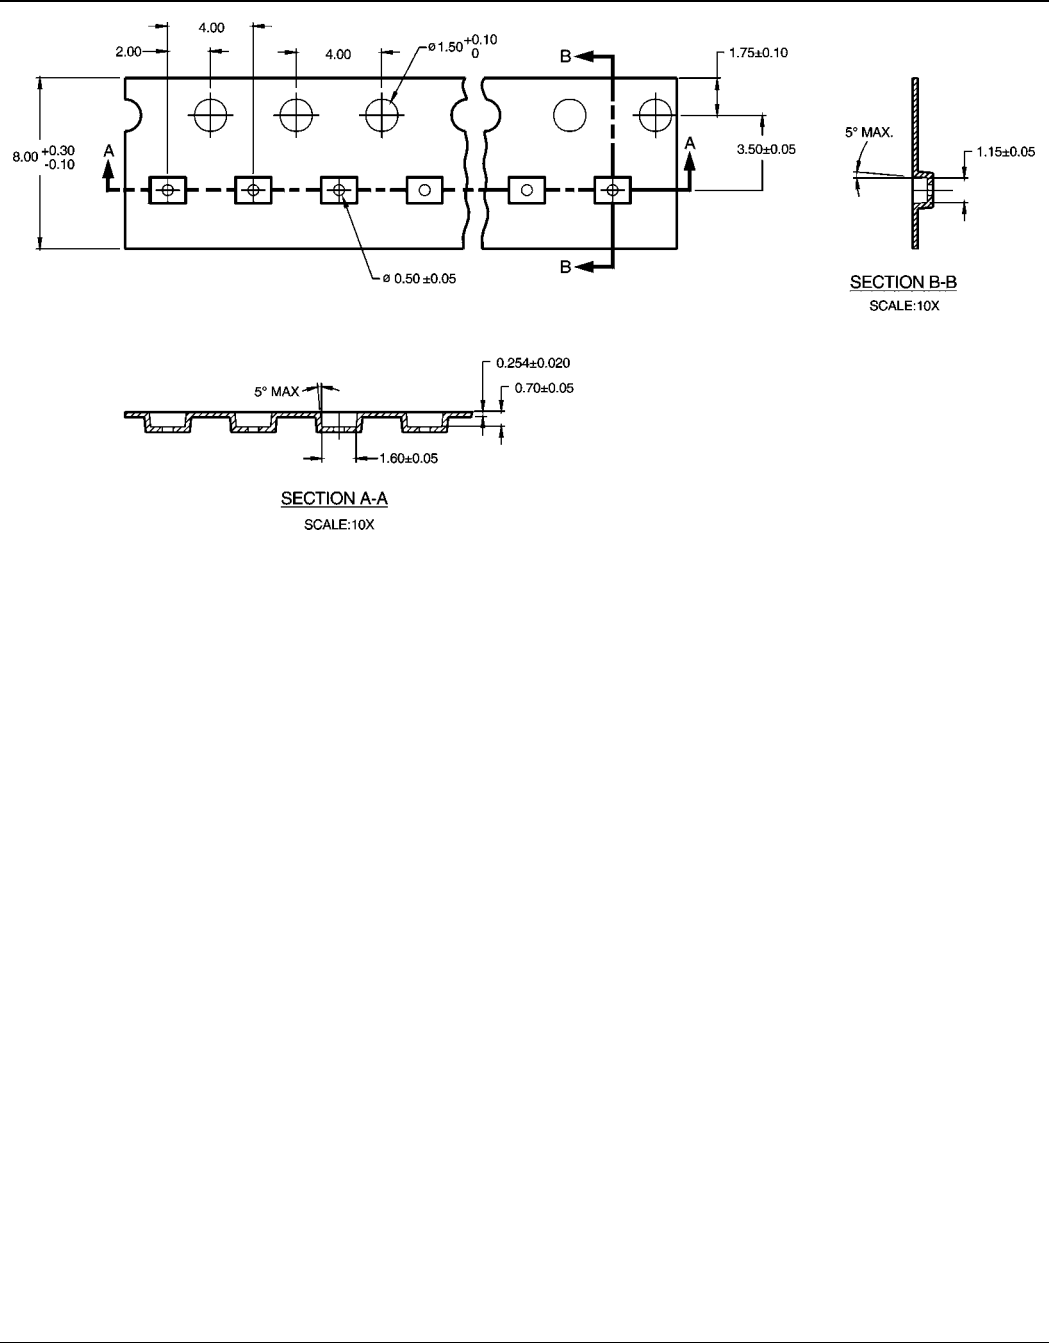 4.00
2.00
4.00
ø1.50 +0.10
0
B
1.75±0.10
8.00 +0.30
-0.10
A
A
3.50±0.05
5° MAX.
1.15±0.05
B
ø 0.50 ±0.05
SECTION B-B
SCALE:10X
0.254±0.020
5° MAX
0.70±0.05
1.60±0.05
SECTION A-A
SCALE:10X